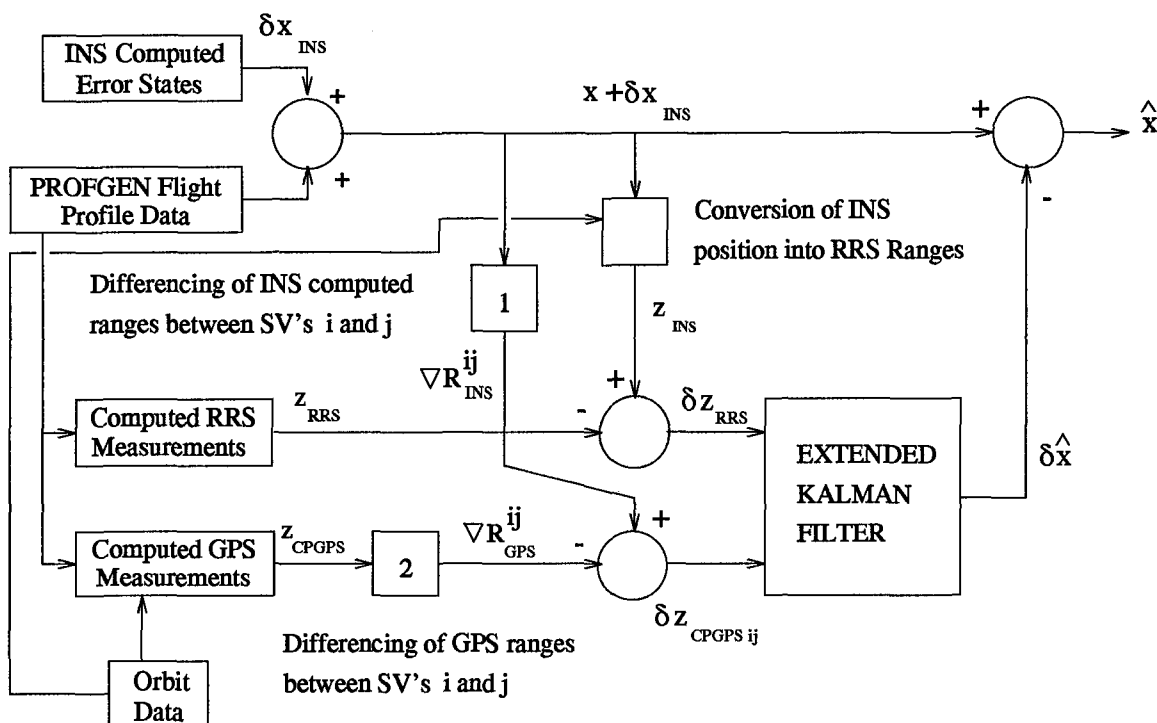 δx INS
INS Computed
Error States
+
+
x + δx INS
+
-
x̂
PROFGEN Flight
Profile Data
Conversion of INS
position into RRS Ranges
Differencing of INS computed
ranges between SV's i and j
1
z INS
∇R ij INS
+
-
z RRS
δz RRS
Computed RRS
Measurements
EXTENDED
KALMAN
FILTER
δx̂
Computed GPS
Measurements
z CPGPS
2
∇R ij GPS
-
+
δz CPGPS ij
Differencing of GPS ranges
between SV's i and j
Orbit
Data